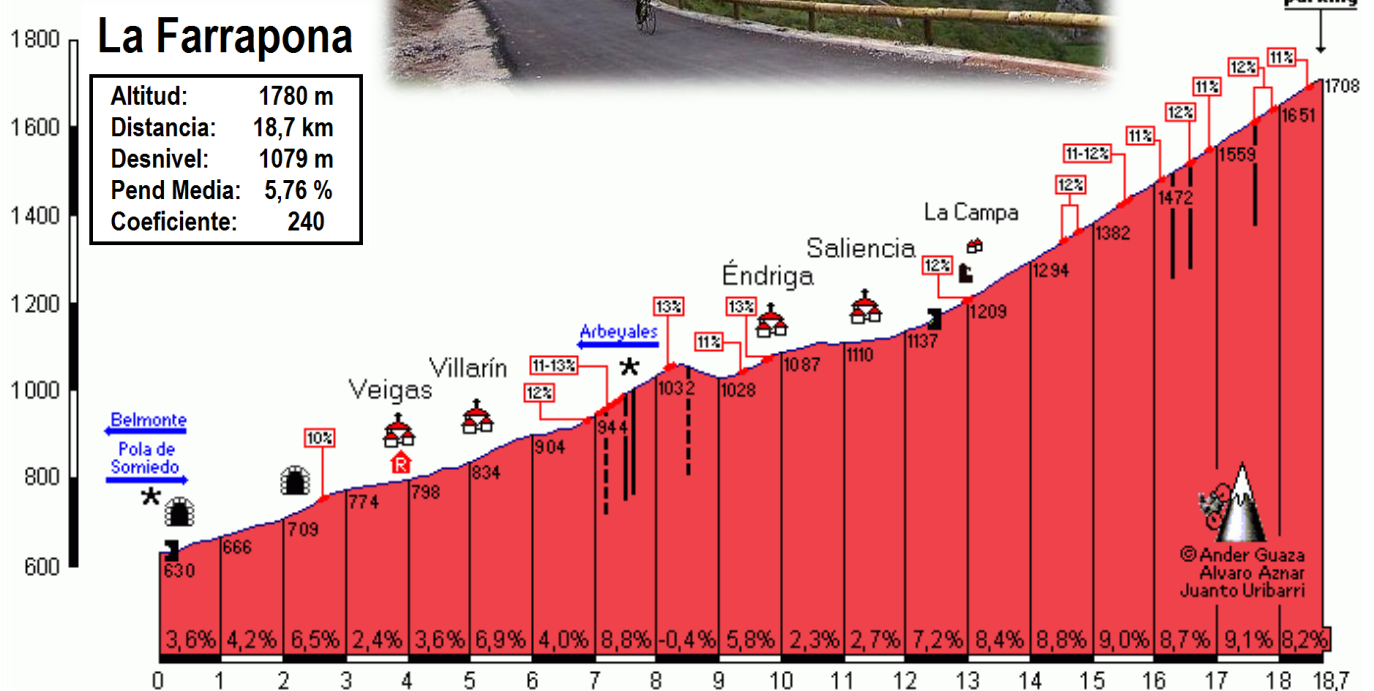 parking
La Farrapona
Altitud: 1780 m
Distancia: 18,7 km
Desnivel: 1079 m
Pend Media: 5,76 %
Coeficiente: 240
1800
1600
1400
1200
1000
800
600
11%
12%
11%
12%
11%
11-12%
12%
12%
13%
11%
13%
11-13%
12%
10%
La Campa
Saliencia
Éndriga
Arbeyales
*
Villarín
Veigas
R
Belmonte
Pola de
Somiedo
*
630
666
709
774
798
834
904
944
1032
1028
1087
1110
1137
1209
1294
1382
1472
1559
1651
1708
© Ander Guaza
Alvaro Aznar
Juanto Uribarri
3,6% 4,2% 6,5% 2,4% 3,6% 6,9% 4,0% 8,8% -0,4% 5,8% 2,3% 2,7% 7,2% 8,4% 8,8% 9,0% 8,7% 9,1% 8,2%
0 1 2 3 4 5 6 7 8 9 10 11 12 13 14 15 16 17 18 18,7